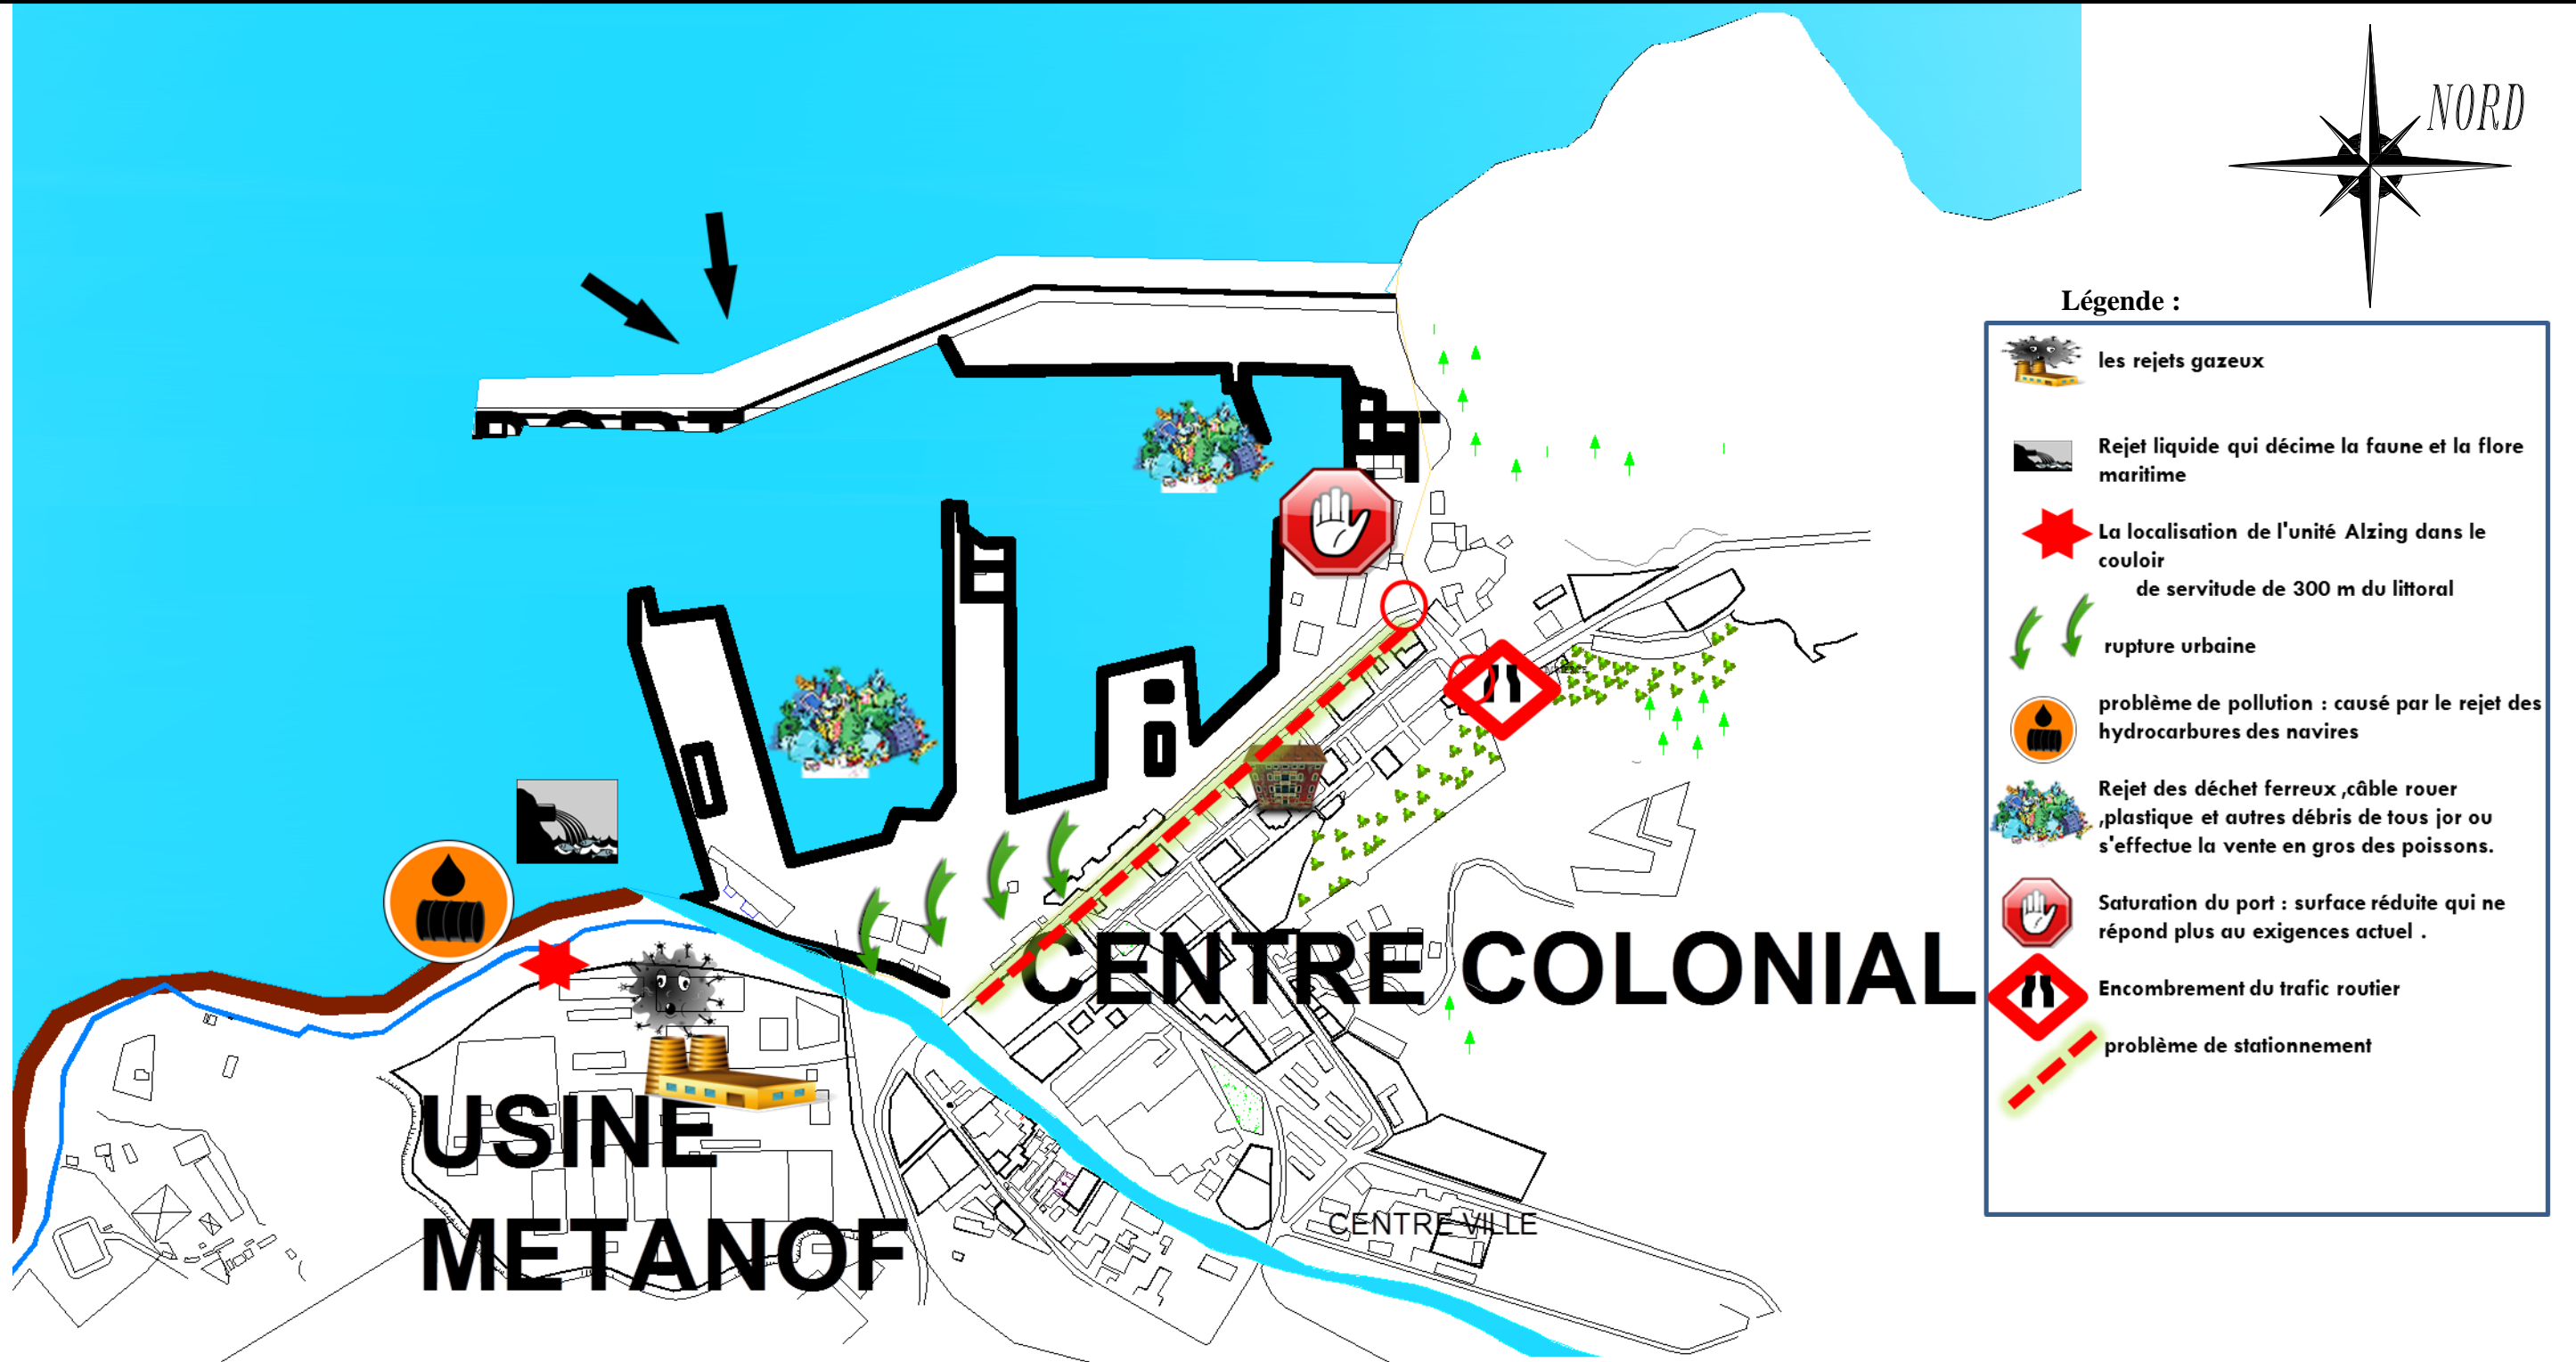 NORD
PORT
CENTRE COLONIAL
USINE
METANOF
CENTRE VILLE
Légende :
les rejets gazeux
Rejet liquide qui décime la faune et la flore
maritime
La localisation de l'unité Alzing dans le
couloir
de servitude de 300 m du littoral
rupture urbaine
problème de pollution : causé par le rejet des
hydrocarbures des navires
Rejet des déchet ferreux ,câble rouer
,plastique et autres débris de tous jor ou
s'effectue la vente en gros des poissons.
Saturation du port : surface réduite qui ne
répond plus au exigences actuel .
Encombrement du trafic routier
problème de stationnement